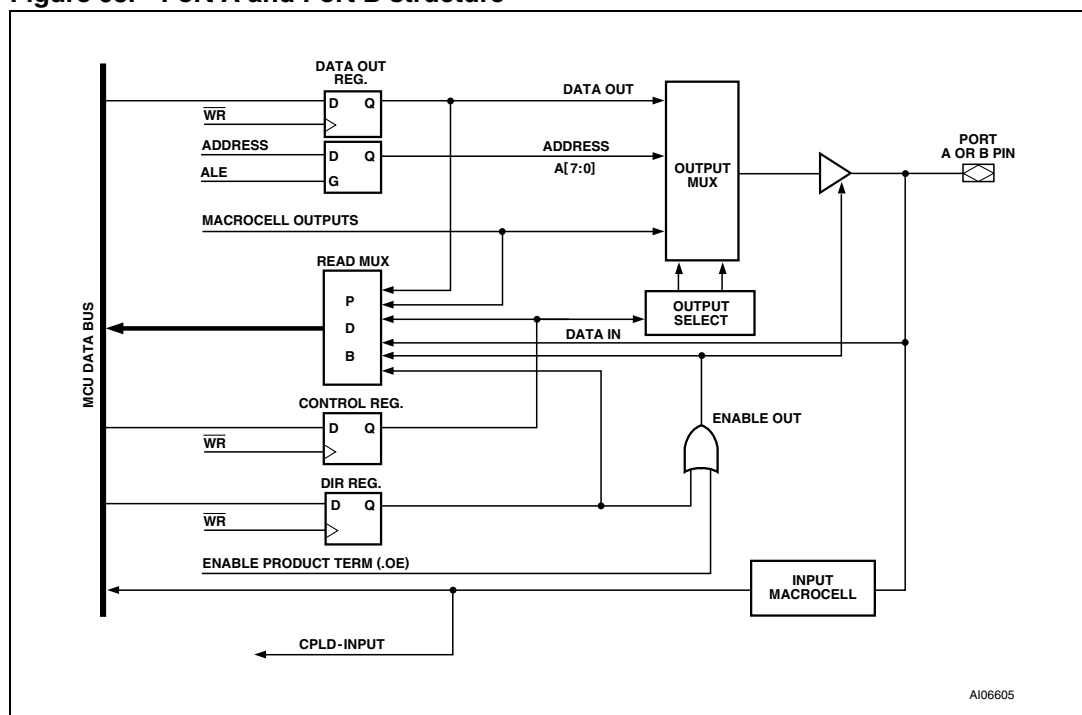 Figure Port A and Port B structure
DATA OUT
REG.
D Q
WR
DATA OUT
ADDRESS
D Q
ALE
G
ADDRESS
A[7:0]
OUTPUT
MUX
PORT
A OR B PIN
MACROCELL OUTPUTS
READ MUX
P
D
B
OUTPUT
SELECT
DATA IN
MCU DATA BUS
CONTROL REG.
D Q
WR
ENABLE OUT
DIR REG.
D Q
WR
ENABLE PRODUCT TERM (.OE)
INPUT
MACROCELL
CPLD-INPUT
AI06605